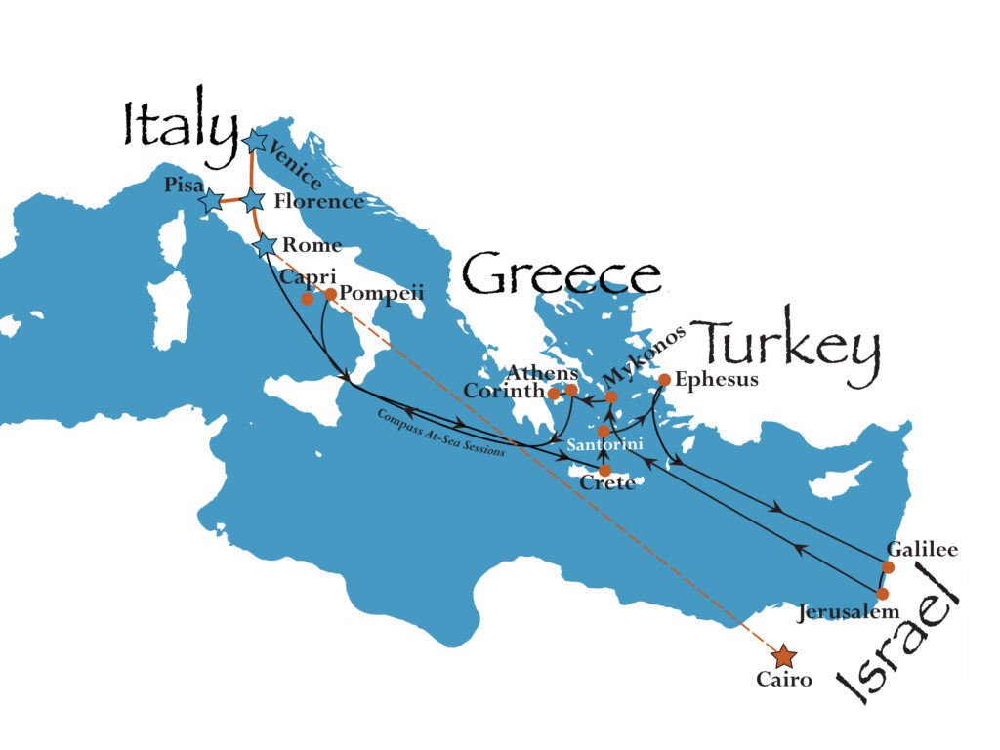 Italy
Venice
Pisa
Florence
Rome
Capri
Pompeii
Greece
Turkey
Mykonos
Athens
Ephesus
Corinth
Compass At-Sea Sessions
Santorini
Crete
Galilee
Jerusalem
Israel
Cairo